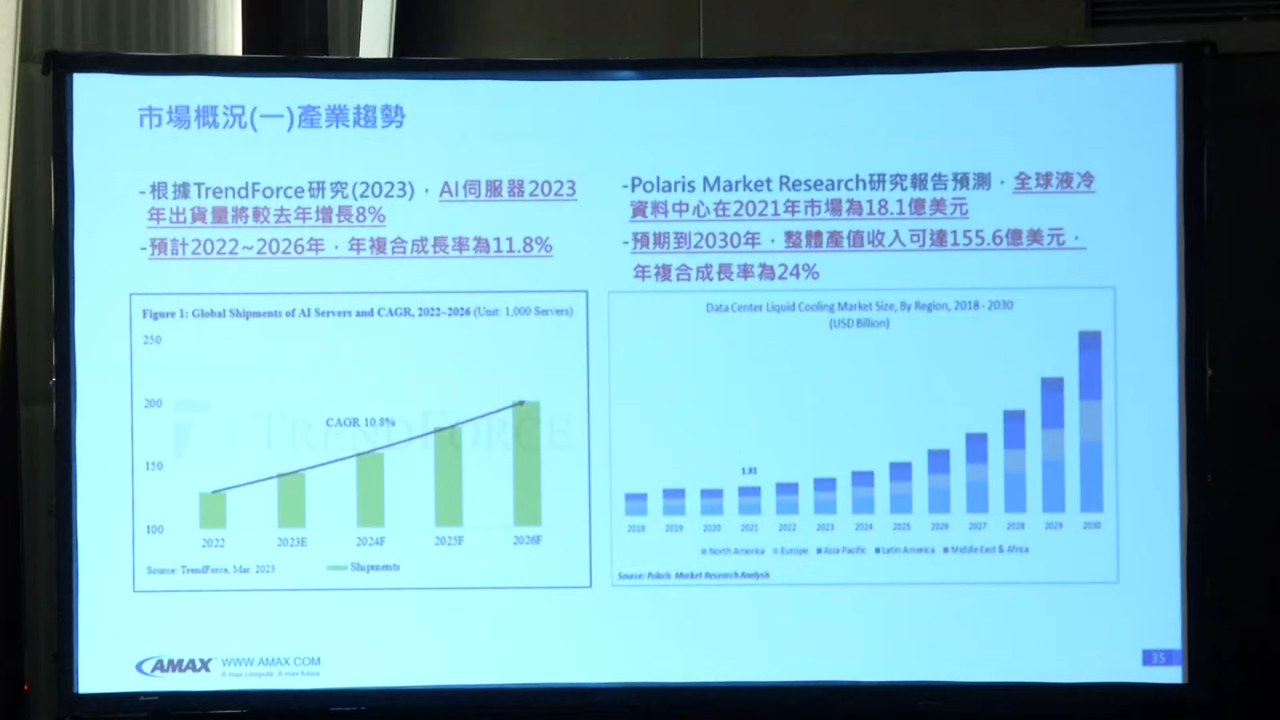 市場概況(一)產業趨勢
-根據TrendForce研究(2023)，AI伺服器2023
年出貨量將較去年增長8%
-預計2022~2026年，年複合成長率為11.8%
-Polaris Market Research研究報告預測，全球液冷
資料中心在2021年市場為18.1億美元
-預期到2030年，整體產值收入可達155.6億美元，
年複合成長率為24%
Figure 1: Global Shipments of AI Servers and CAGR, 2022~2026 (Unit: 1,000 Servers)
250
200
150
100
TRENDFORCE
CAGR 10.8%
2022 2023E 2024F 2025F 2026F
Source: TrendForce, Mar. 2023
Shipments
Data Center Liquid Cooling Market Size, By Region, 2018 - 2030
(USD Billion)
1.81
2018 2019 2020 2021 2022 2023 2024 2025 2026 2027 2028 2029 2030
North America Europe Asia Pacific Latin America Middle East & Africa
Source: Polaris Market Research Analysis
AMAX WWW.AMAX.COM
A max compute. A max future
35